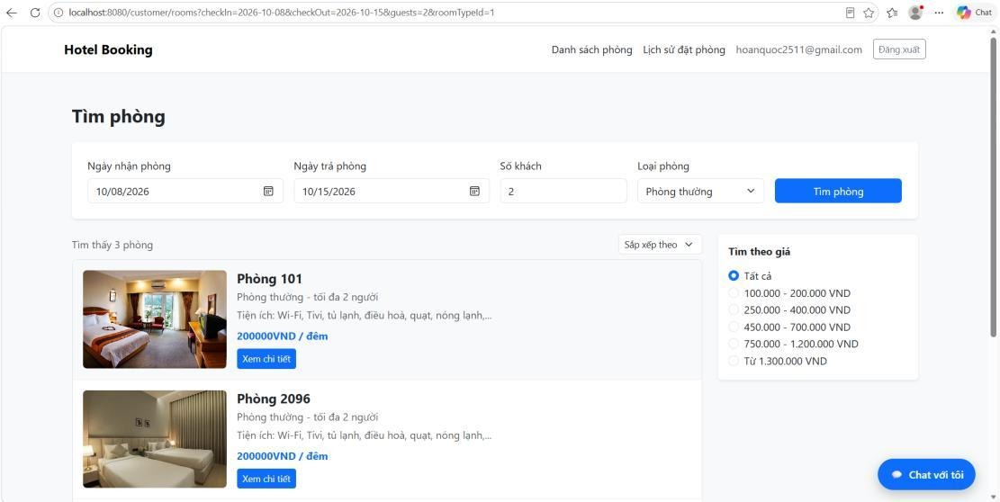 localhost:8080/customer/rooms?checkIn=2026-10-08&checkOut=2026-10-15&guests=2&roomTypeId=1
Chat
Hotel Booking
Danh sách phòng Lịch sử đặt phòng hoanquoc2511@gmail.com Đăng xuất
Tìm phòng
Ngày nhận phòng Ngày trả phòng Số khách Loại phòng
10/08/2026 10/15/2026 2 Phòng thường Tìm phòng
Tìm thấy 3 phòng Sắp xếp theo
Phòng 101
Phòng thường - tối đa 2 người
Tiện ích: Wi-Fi, Tivi, tủ lạnh, điều hoà, quạt, nóng lạnh,...
200000VND / đêm
Xem chi tiết
Phòng 2096
Phòng thường - tối đa 2 người
Tiện ích: Wi-Fi, Tivi, tủ lạnh, điều hoà, quạt, nóng lạnh,...
200000VND / đêm
Xem chi tiết
Tìm theo giá
Tất cả
100.000 - 200.000 VND
250.000 - 400.000 VND
450.000 - 700.000 VND
750.000 - 1.200.000 VND
Từ 1.300.000 VND
Chat với tôi